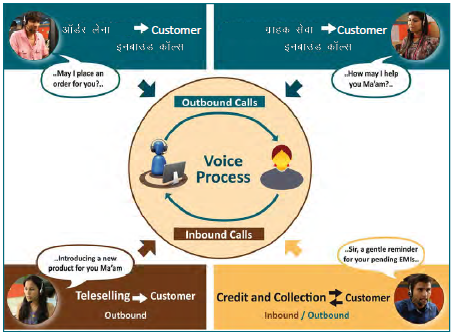 ऑर्डर लेना Customer
इनबाउंड कॉल्स
ग्राहक सेवा Customer
इनबाउंड कॉल्स
..May I place an
order for you?..
..How may I help
you Ma'am?..
Outbound Calls
Voice
Process
Inbound Calls
..Introducing a new
product for you Ma'am
..Sir, a gentle reminder
for your pending EMIs..
Teleselling Customer
Outbound
Credit and Collection Customer
Inbound / Outbound